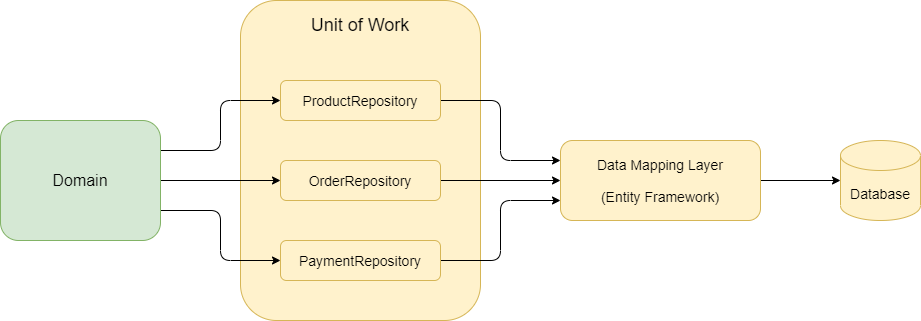 Unit of Work
ProductRepository
Domain
OrderRepository
PaymentRepository
Data Mapping Layer
(Entity Framework)
Database